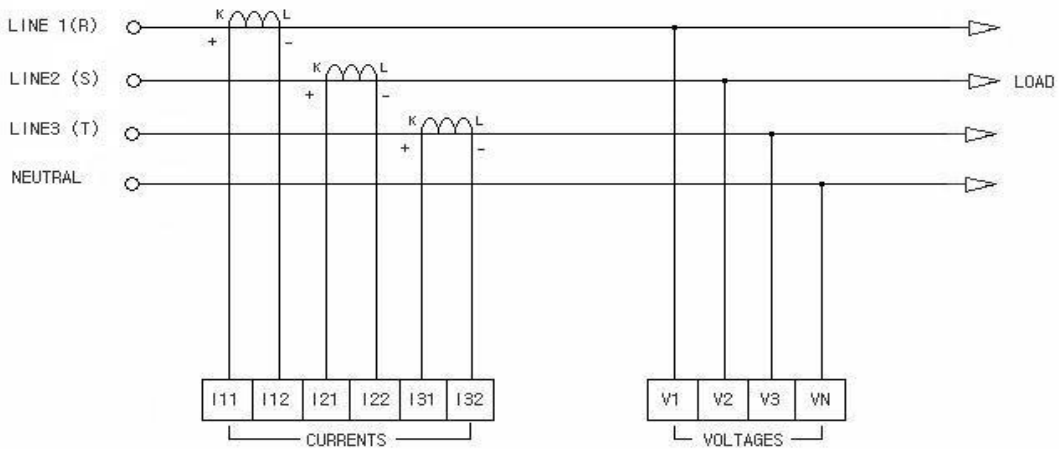 LINE 1(R)
K L
+ -
LINE2 (S)
K L
+ -
LOAD
LINE3 (T)
K L
+ -
NEUTRAL
I11 I12 I21 I22 I31 I32
V1 V2 V3 VN
CURRENTS
VOLTAGES